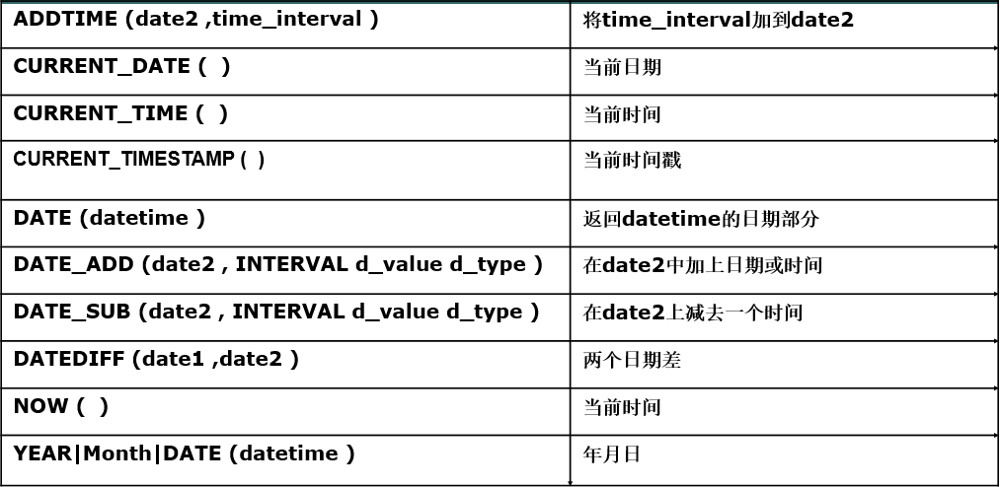 ADDTIME (date2 ,time_interval ) 将time_interval加到date2
CURRENT_DATE (  ) 当前日期
CURRENT_TIME (  ) 当前时间
CURRENT_TIMESTAMP (  ) 当前时间戳
DATE (datetime ) 返回datetime的日期部分
DATE_ADD (date2 , INTERVAL d_value d_type ) 在date2中加上日期或时间
DATE_SUB (date2 , INTERVAL d_value d_type ) 在date2上减去一个时间
DATEDIFF (date1 ,date2 ) 两个日期差
NOW (  ) 当前时间
YEAR|Month|DATE (datetime ) 年月日